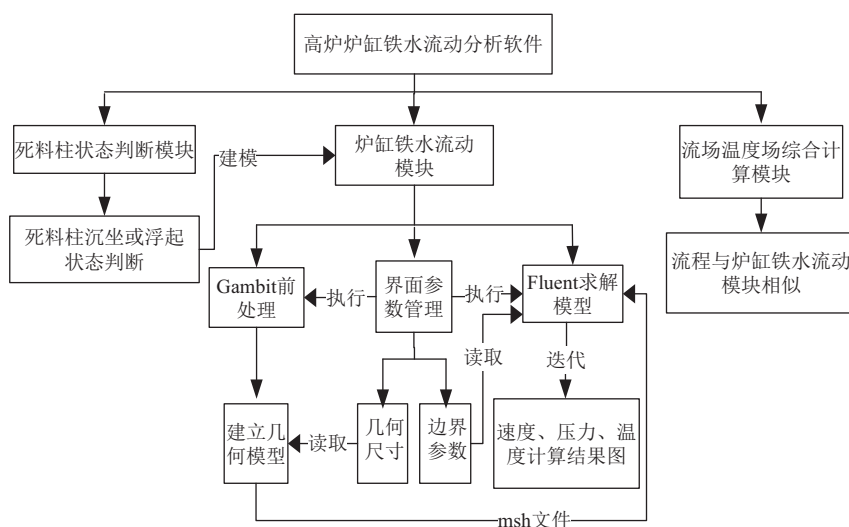 高炉炉缸铁水流动分析软件
死料柱状态判断模块
建模
炉缸铁水流动
模块
流场温度场综合计
算模块
死料柱沉坐或浮起
状态判断
流程与炉缸铁水流动
模块相似
Gambit前
处理
执行
界面参
数管理
执行
Fluent求解
模型
读取
迭代
建立几
何模型
读取
几何
尺寸
边界
参数
速度、压力、温
度计算结果图
msh文件